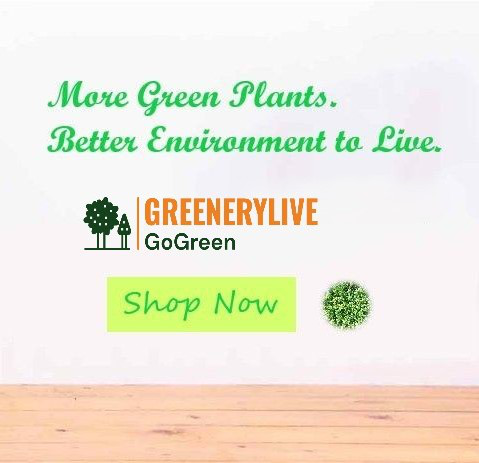 More Green Plants.
Better Environment to Live.
GREENERYLIVE
GoGreen
Shop Now